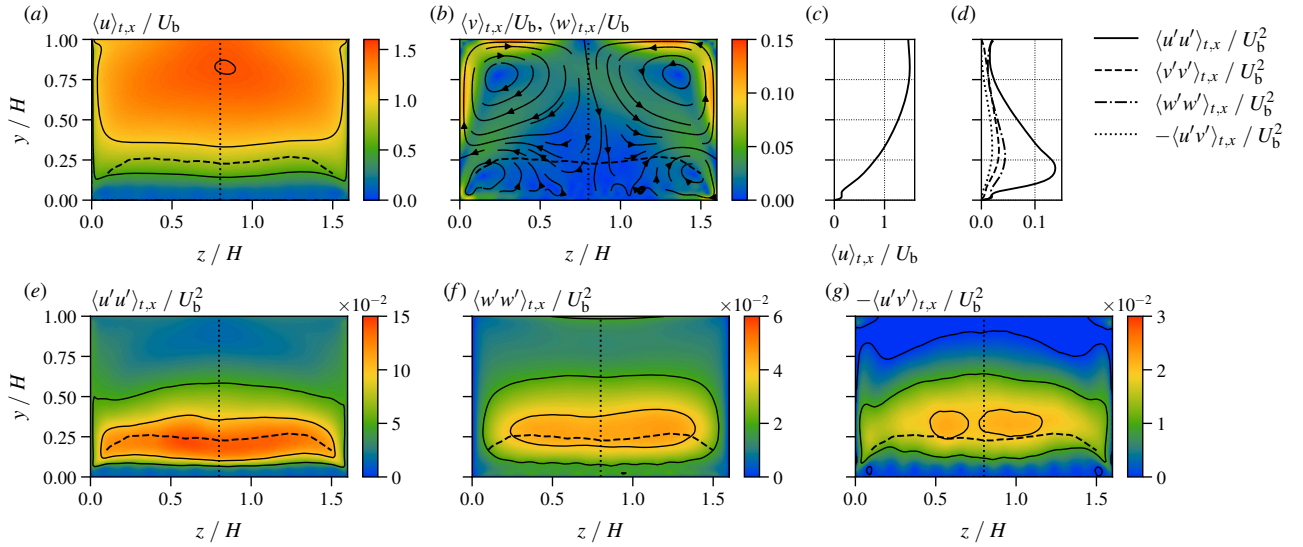 (a) ⟨u⟩t,x / Ub
(b) ⟨v⟩t,x/Ub, ⟨w⟩t,x/Ub
(c)
(d)
1.00 0.75 0.50 0.25 0.00
y / H
0.0 0.5 1.0 1.5
z / H
1.5 1.0 0.5 0.0
0.0 0.5 1.0 1.5
z / H
0.15 0.10 0.05 0.00
0 1
⟨u⟩t,x / Ub
0.0 0.1
⟨u′u′⟩t,x / Ub²
⟨v′v′⟩t,x / Ub²
⟨w′w′⟩t,x / Ub²
−⟨u′v′⟩t,x / Ub²
(e) ⟨u′u′⟩t,x / Ub² ×10⁻²
(f) ⟨w′w′⟩t,x / Ub² ×10⁻²
(g) −⟨u′v′⟩t,x / Ub² ×10⁻²
1.00 0.75 0.50 0.25 0.00
y / H
0.0 0.5 1.0 1.5
z / H
15 10 5 0
0.0 0.5 1.0 1.5
z / H
6 4 2 0
0.0 0.5 1.0 1.5
z / H
3 2 1 0